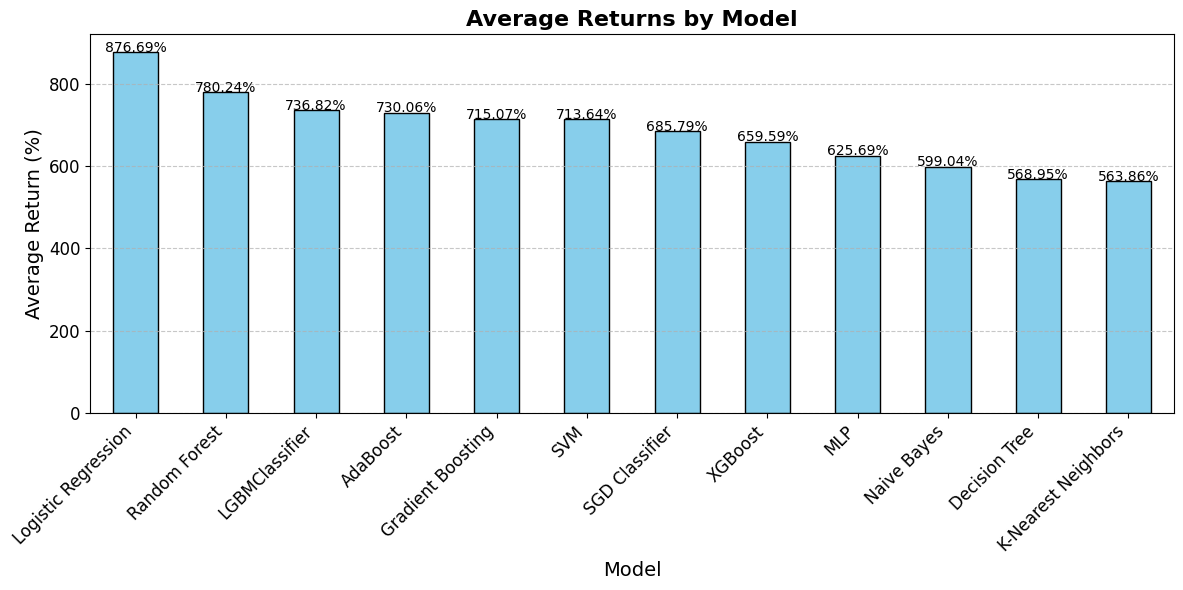 Average Returns by Model
Average Return (%)
800
600
400
200
0
876.69%
780.24%
736.82%
730.06%
715.07%
713.64%
685.79%
659.59%
625.69%
599.04%
568.95%
563.86%
Logistic Regression
Random Forest
LGBMClassifier
AdaBoost
Gradient Boosting
SVM
SGD Classifier
XGBoost
MLP
Naive Bayes
Decision Tree
K-Nearest Neighbors
Model